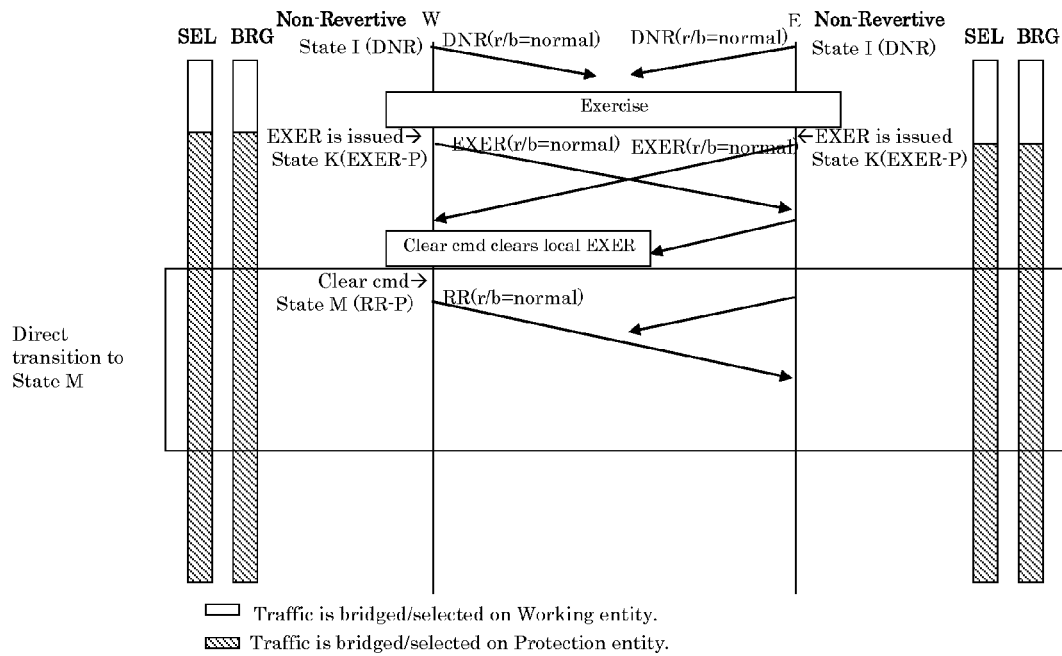 Non-Revertive W E Non-Revertive
SEL BRG State I (DNR) DNR(r/b=normal) DNR(r/b=normal) State I (DNR) SEL BRG
Exercise
EXER is issued→ ←EXER is issued
State K(EXER-P) EXER(r/b=normal) EXER(r/b=normal) State K(EXER-P)
Clear cmd clears local EXER
Clear cmd→
State M (RR-P) RR(r/b=normal)
Direct
transition to
State M
Traffic is bridged/selected on Working entity.
Traffic is bridged/selected on Protection entity.